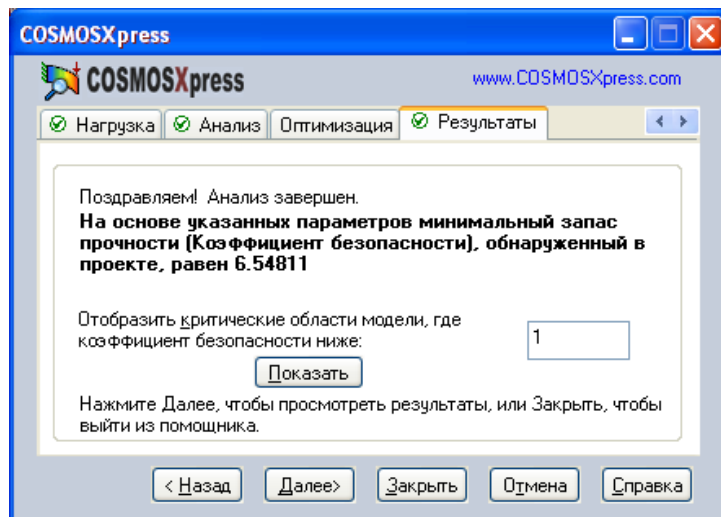 COSMOSXpress
COSMOSXpress www.COSMOSXpress.com
Нагрузка Анализ Оптимизация Результаты
Поздравляем! Анализ завершен.
На основе указанных параметров минимальный запас
прочности (Коэффициент безопасности), обнаруженный в
проекте, равен 6.54811
Отобразить критические области модели, где
коэффициент безопасности ниже:
1
Показать
Нажмите Далее, чтобы просмотреть результаты, или Закрыть, чтобы
выйти из помощника.
< Назад Далее> Закрыть Отмена Справка